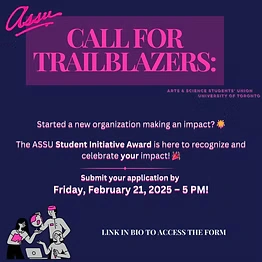 assu
CALL FOR
TRAILBLAZERS:
ARTS & SCIENCE STUDENTS' UNION
UNIVERSITY OF TORONTO
Started a new organization making an impact? 💥
The ASSU Student Initiative Award is here to recognize and
celebrate your impact! 🎉
Submit your application by
Friday, February 21, 2025 – 5 PM!
LINK IN BIO TO ACCESS THE FORM